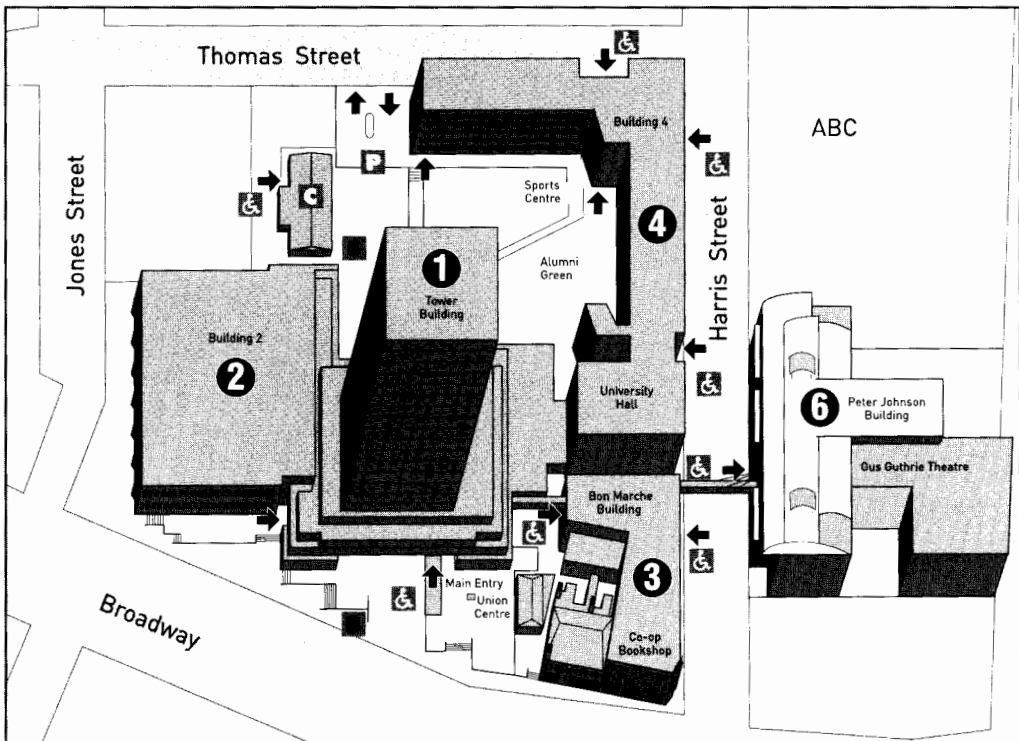 Thomas Street
Jones Street
Harris Street
Broadway
ABC
Building 4
4
P
C
Sports
Centre
Alumni
Green
1
Tower
Building
Building 2
2
University
Hall
6
Peter Johnson
Building
Gus Guthrie Theatre
Bon Marche
Building
3
Main Entry
Union
Centre
Co-op
Bookshop